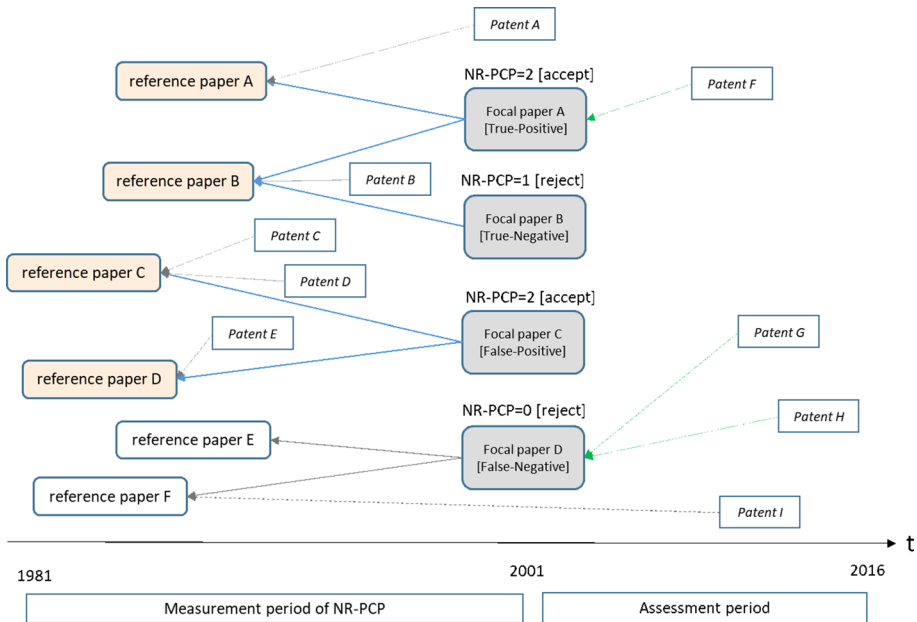 Patent A
reference paper A
NR-PCP=2 [accept]
Patent F
Focal paper A
[True-Positive]
reference paper B
Patent B
NR-PCP=1 [reject]
Focal paper B
[True-Negative]
Patent C
reference paper C
Patent D
NR-PCP=2 [accept]
Patent E
Focal paper C
[False-Positive]
Patent G
reference paper D
NR-PCP=0 [reject]
Patent H
reference paper E
Focal paper D
[False-Negative]
reference paper F
Patent I
t
1981
2001
2016
Measurement period of NR-PCP
Assessment period